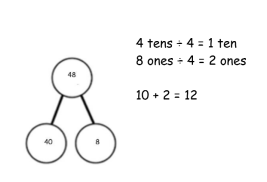 4 tens ÷ 4 = 1 ten
8 ones ÷ 4 = 2 ones
10 + 2 = 12
48
40 8